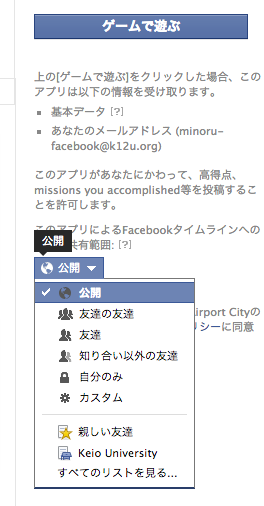 ゲームで遊ぶ
上の[ゲームで遊ぶ]をクリックした場合、この
アプリは以下の情報を受け取ります。
基本データ [?]
あなたのメールアドレス (minoru-
facebook@k12u.org)
このアプリがあなたにかわって、高得点、
missions you accomplished等を投稿するこ
とを許可します。
このアプリによるFacebookタイムラインへの
共有範囲: [?]
公開
公開
公開
irport Cityの
友達の友達
リシーに同意
友達
知り合い以外の友達
自分のみ
カスタム
親しい友達
Keio University
すべてのリストを見る...